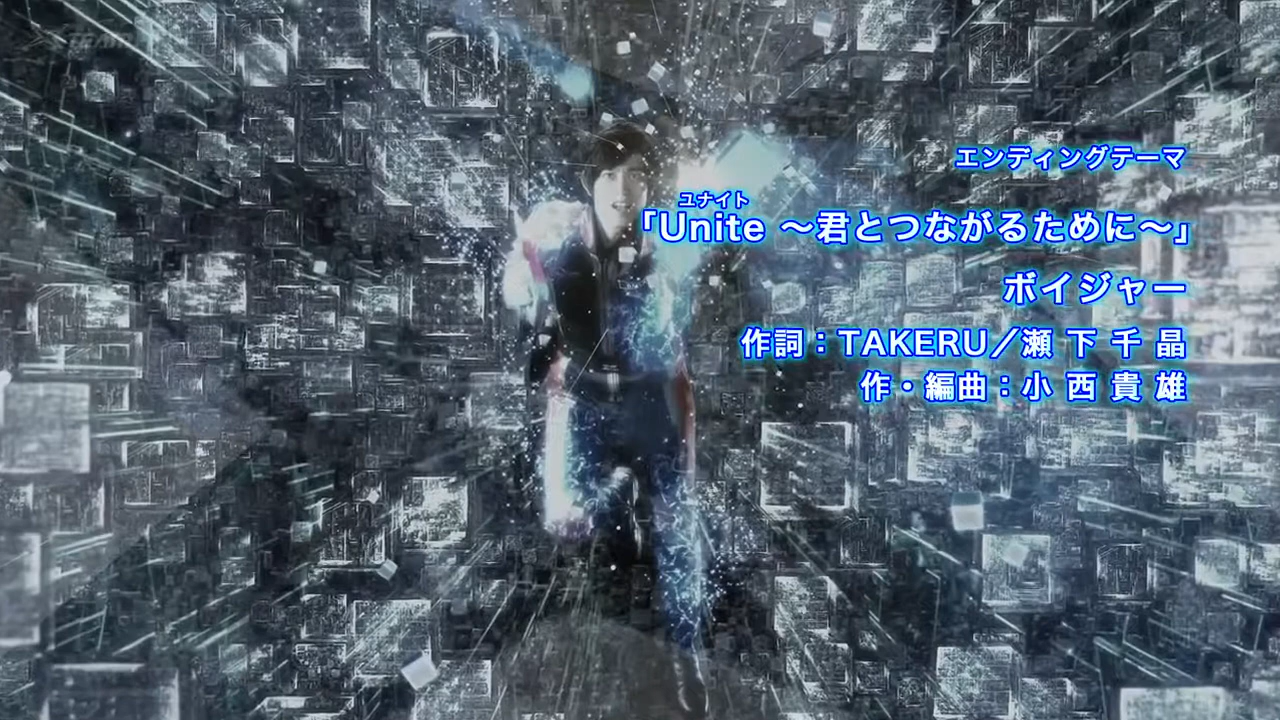 エンディングテーマ
ユナイト
「Unite ～君とつながるために～」
ボイジャー
作詞：TAKERU／瀬下千晶
作・編曲：小西貴雄